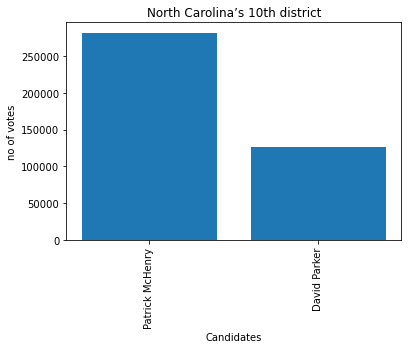 North Carolina’s 10th district
no of votes
250000
200000
150000
100000
50000
0
Patrick McHenry
David Parker
Candidates